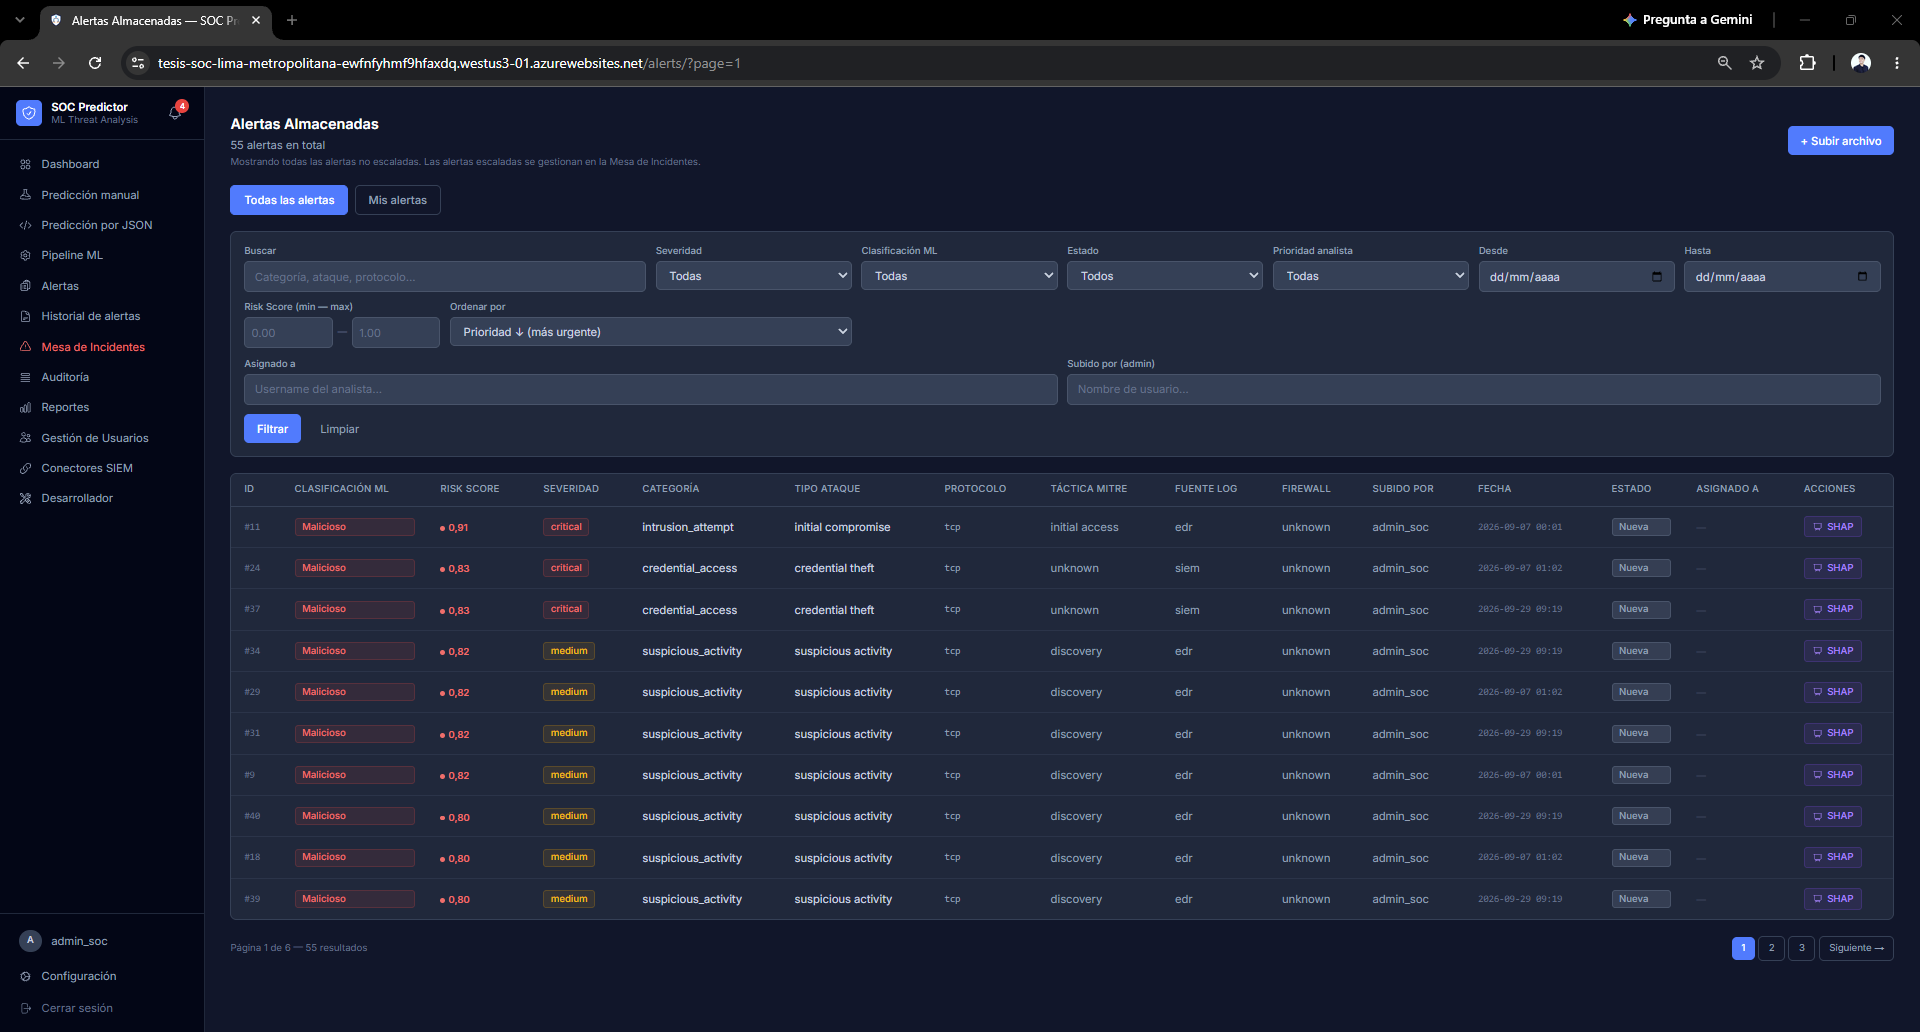 Alertas Almacenadas — SOC Pr
Pregunta a Gemini
tesis-soc-lima-metropolitana-ewfnfyhmf9hfaxdq.westus3-01.azurewebsites.net/alerts/?page=1
SOC Predictor
ML Threat Analysis
4
Dashboard
Predicción manual
Predicción por JSON
Pipeline ML
Alertas
Historial de alertas
Mesa de Incidentes
Auditoría
Reportes
Gestión de Usuarios
Conectores SIEM
Desarrollador
A admin_soc
Configuración
Cerrar sesión
Alertas Almacenadas
55 alertas en total
Mostrando todas las alertas no escaladas. Las alertas escaladas se gestionan en la Mesa de Incidentes.
+ Subir archivo
Todas las alertas Mis alertas
Buscar Severidad Clasificación ML Estado Prioridad analista Desde Hasta
Categoría, ataque, protocolo... Todas Todas Todos Todas dd/mm/aaaa dd/mm/aaaa
Risk Score (min — max) Ordenar por
0.00 — 1.00 Prioridad ↓ (más urgente)
Asignado a Subido por (admin)
Username del analista... Nombre de usuario...
Filtrar Limpiar
ID CLASIFICACIÓN ML RISK SCORE SEVERIDAD CATEGORÍA TIPO ATAQUE PROTOCOLO TÁCTICA MITRE FUENTE LOG FIREWALL SUBIDO POR FECHA ESTADO ASIGNADO A ACCIONES
#11 Malicioso 0,91 critical intrusion_attempt initial compromise tcp initial access edr unknown admin_soc 2026-09-07 00:01 Nueva — SHAP
#24 Malicioso 0,83 critical credential_access credential theft tcp unknown siem unknown admin_soc 2026-09-07 01:02 Nueva — SHAP
#37 Malicioso 0,83 critical credential_access credential theft tcp unknown siem unknown admin_soc 2026-09-29 09:19 Nueva — SHAP
#34 Malicioso 0,82 medium suspicious_activity suspicious activity tcp discovery edr unknown admin_soc 2026-09-29 09:19 Nueva — SHAP
#29 Malicioso 0,82 medium suspicious_activity suspicious activity tcp discovery edr unknown admin_soc 2026-09-07 01:02 Nueva — SHAP
#31 Malicioso 0,82 medium suspicious_activity suspicious activity tcp discovery edr unknown admin_soc 2026-09-29 09:19 Nueva — SHAP
#9 Malicioso 0,82 medium suspicious_activity suspicious activity tcp discovery edr unknown admin_soc 2026-09-07 00:01 Nueva — SHAP
#40 Malicioso 0,80 medium suspicious_activity suspicious activity tcp discovery edr unknown admin_soc 2026-09-29 09:19 Nueva — SHAP
#18 Malicioso 0,80 medium suspicious_activity suspicious activity tcp discovery edr unknown admin_soc 2026-09-07 01:02 Nueva — SHAP
#39 Malicioso 0,80 medium suspicious_activity suspicious activity tcp discovery edr unknown admin_soc 2026-09-29 09:19 Nueva — SHAP
Página 1 de 6 — 55 resultados
1 2 3 Siguiente →